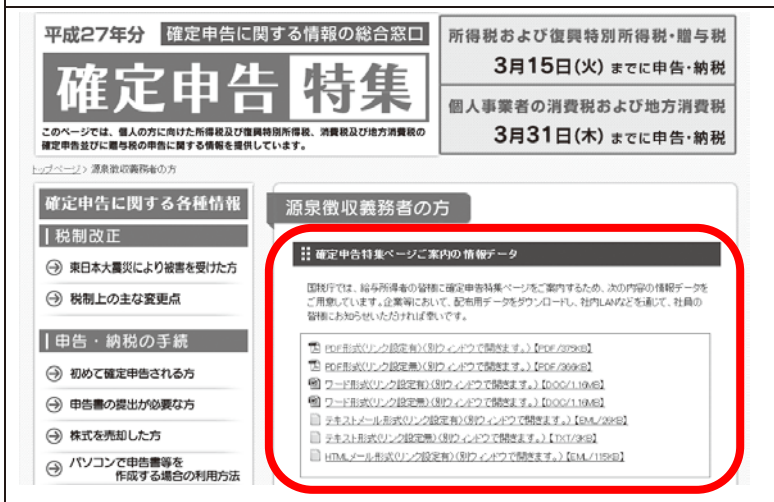 平成27年分 確定申告に関する情報の総合窓口
確定申告 特集
このページでは、個人の方に向けた所得税及び復興特別所得税、消費税及び地方消費税の
確定申告並びに贈与税の申告に関する情報を提供しています。
所得税および復興特別所得税・贈与税
3月15日(火) までに申告・納税
個人事業者の消費税および地方消費税
3月31日(木) までに申告・納税
トップページ> 源泉徴収義務者の方
確定申告に関する各種情報
税制改正
東日本大震災により被害を受けた方
税制上の主な変更点
申告・納税の手続
初めて確定申告される方
申告書の提出が必要な方
株式を売却した方
パソコンで申告書等を
作成する場合の利用方法
源泉徴収義務者の方
確定申告特集ページご案内の情報データ
国税庁では、給与所得者の皆様に確定申告特集ページをご案内するため、次の内容の情報データを
ご用意しています。企業等において、配布用データをダウンロードし、社内LANなどを通じて、社員の
皆様にお知らせいただければ幸いです。
PDF形式(リンク設定有)(別ウィンドウで開きます。)【PDF/375KB】
PDF形式(リンク設定無)(別ウィンドウで開きます。)【PDF/366KB】
ワード形式(リンク設定有)(別ウィンドウで開きます。)【DOC/1.16MB】
ワード形式(リンク設定無)(別ウィンドウで開きます。)【DOC/1.16MB】
テキストメール形式(リンク設定有)(別ウィンドウで開きます。)【EML/29KB】
テキスト形式(リンク設定無)(別ウィンドウで開きます。)【TXT/3KB】
HTMLメール形式(リンク設定有)(別ウィンドウで開きます。)【EML/115KB】